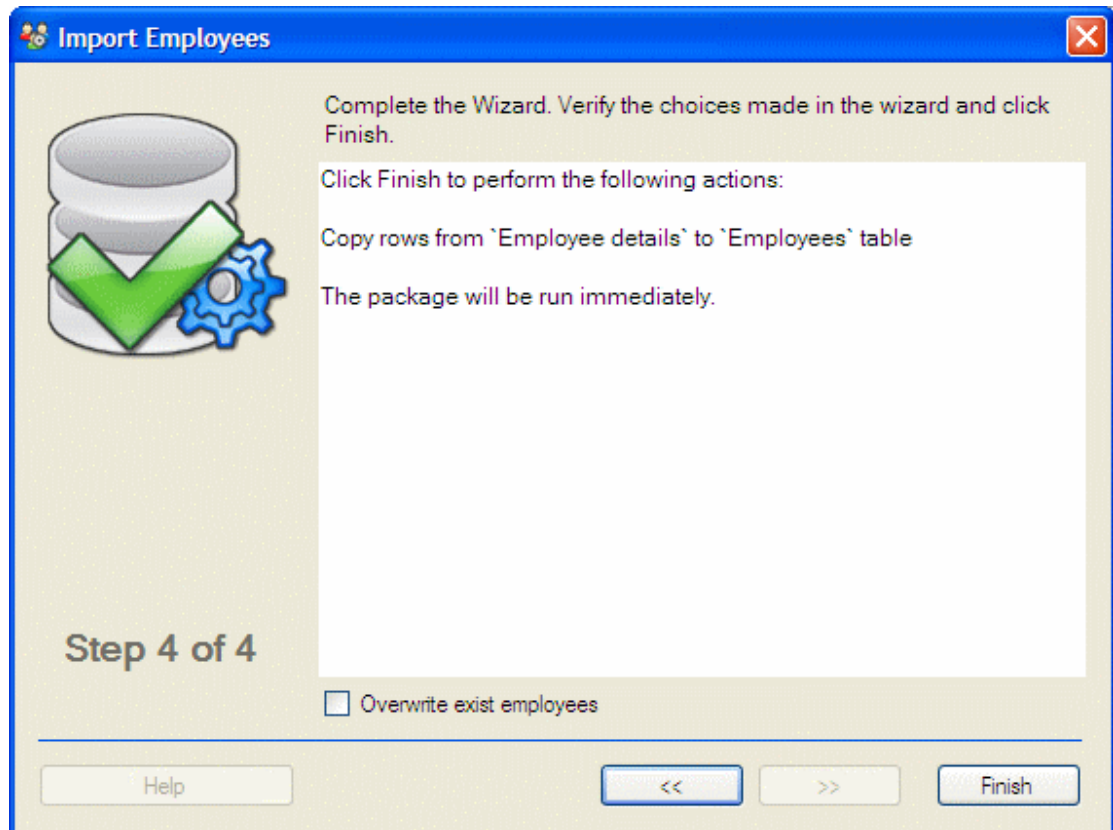 Import Employees
Complete the Wizard. Verify the choices made in the wizard and click
Finish.
Click Finish to perform the following actions:
Copy rows from `Employee details` to `Employees` table
The package will be run immediately.
Step 4 of 4
Overwrite exist employees
Help
<<
>>
Finish